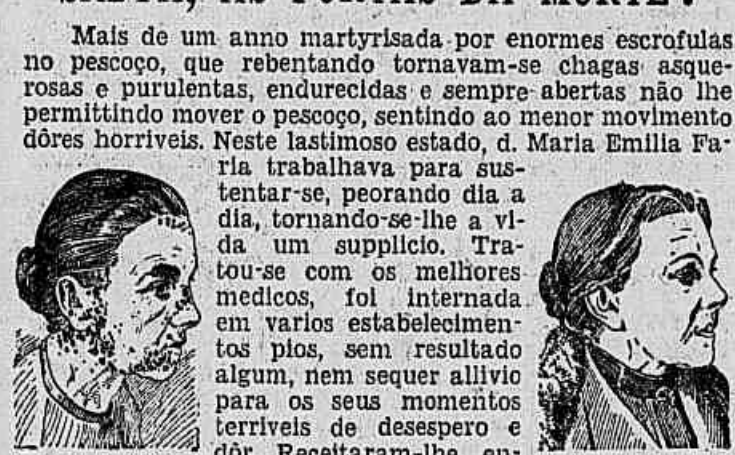 Mais de um anno martyrisada por enormes escrofulas
no pescoço, que rebentando tornavam-se chagas asque-
rosas e purulentas, endurecidas e sempre abertas não lhe
permittindo mover o pescoço, sentindo ao menor movimento
dôres horriveis. Neste lastimoso estado, d. Maria Emilia Fa-
ria trabalhava para sus-
tentar-se, peorando dia a
dia, tornando-se-lhe a vi-
da um supplicio. Tra-
tou-se com os melhores
medicos, foi internada
em varios estabelecimen-
tos pios, sem resultado
algum, nem sequer allivio
para os seus momentos
terriveis de desespero e
dôr. Receitaram-lhe en-